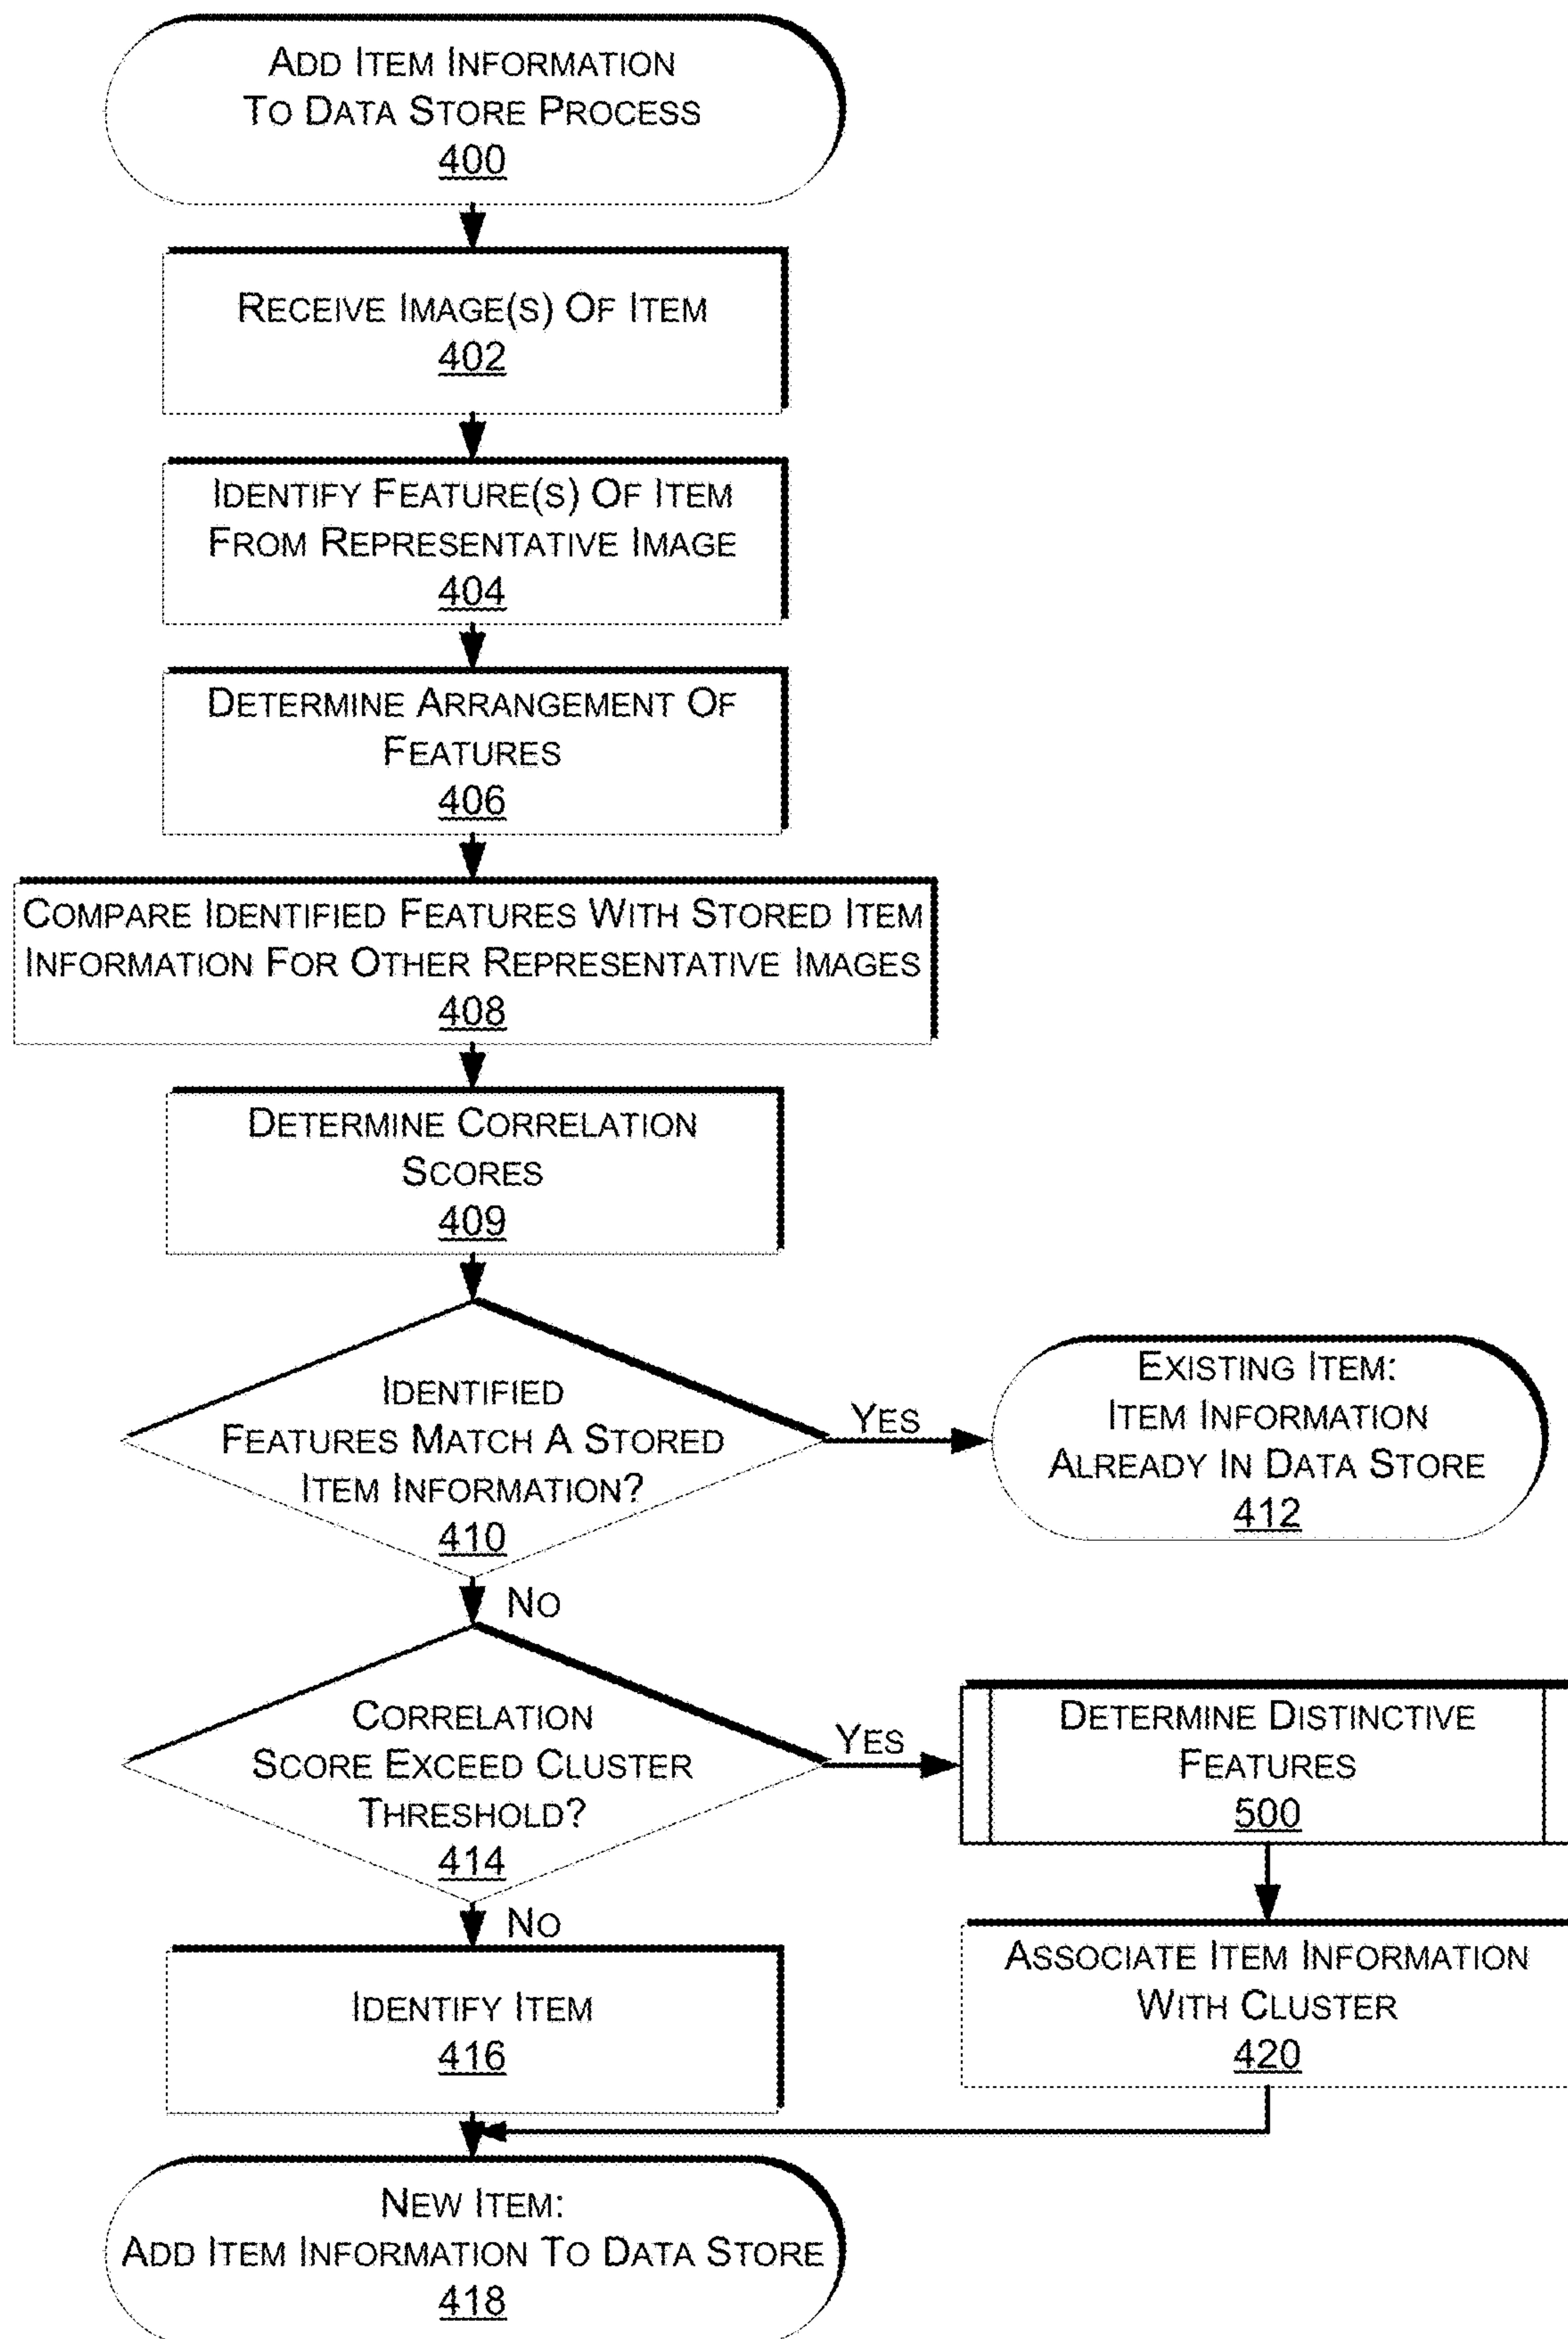 ADD ITEM INFORMATION
TO DATA STORE PROCESS
400
RECEIVE IMAGE(S) OF ITEM
402
IDENTIFY FEATURE(S) OF ITEM
FROM REPRESENTATIVE IMAGE
404
DETERMINE ARRANGEMENT OF
FEATURES
406
COMPARE IDENTIFIED FEATURES WITH STORED ITEM
INFORMATION FOR OTHER REPRESENTATIVE IMAGES
408
DETERMINE CORRELATION
SCORES
409
IDENTIFIED
FEATURES MATCH A STORED
ITEM INFORMATION?
410
YES
EXISTING ITEM:
ITEM INFORMATION
ALREADY IN DATA STORE
412
NO
CORRELATION
SCORE EXCEED CLUSTER
THRESHOLD?
414
YES
DETERMINE DISTINCTIVE
FEATURES
500
NO
IDENTIFY ITEM
416
ASSOCIATE ITEM INFORMATION
WITH CLUSTER
420
NEW ITEM:
ADD ITEM INFORMATION TO DATA STORE
418